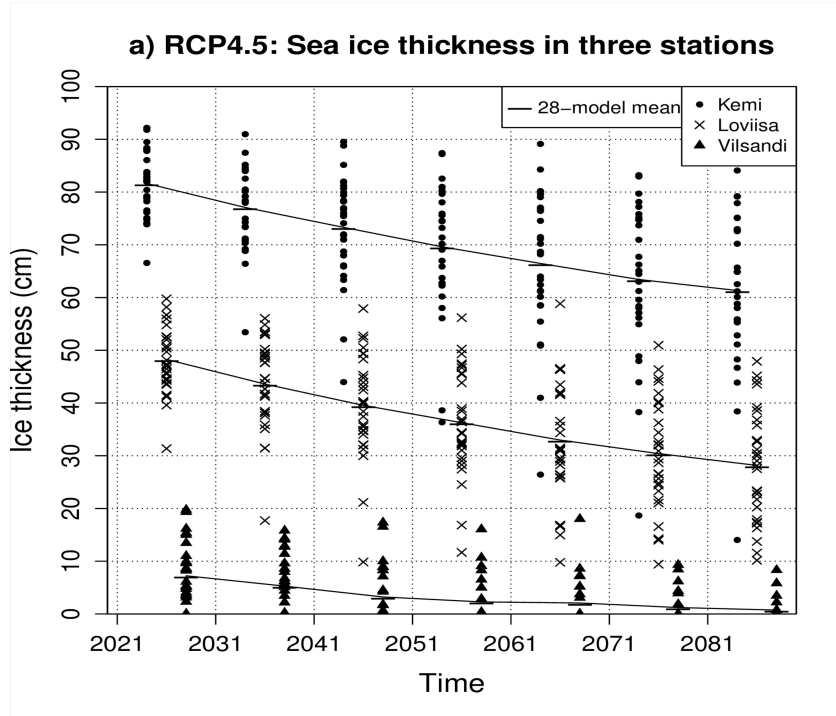 a) RCP4.5: Sea ice thickness in three stations
28−model mean
Kemi
Loviisa
Vilsandi
Ice thickness (cm)
100
90
80
70
60
50
40
30
20
10
0
2021 2031 2041 2051 2061 2071 2081
Time